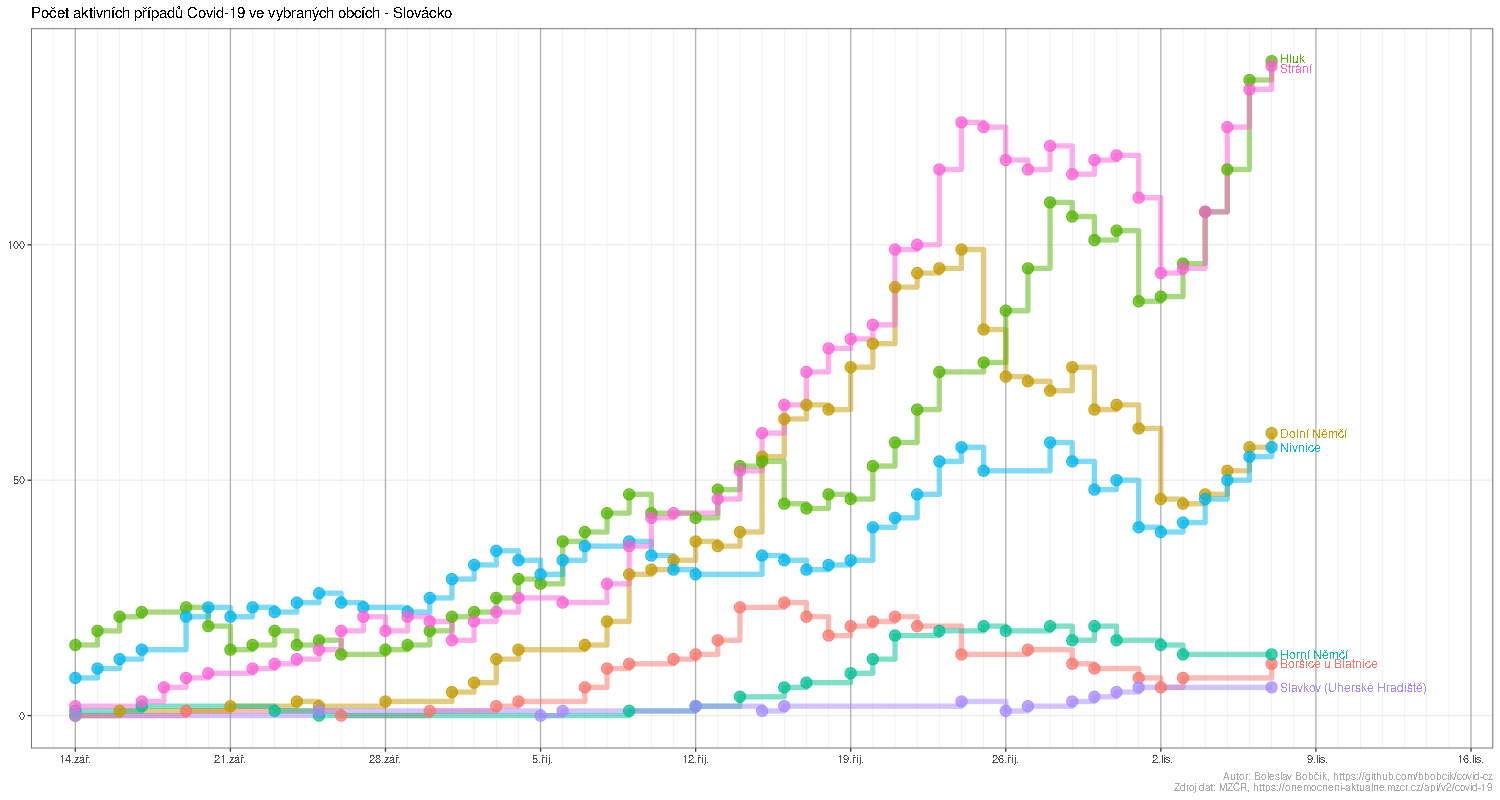 Počet aktivních případů Covid-19 ve vybraných obcích - Slovácko
Hluk
Strání
100
Dolní Němčí
Nivnice
50
Horní Němčí
Boršice u Blatnice
Slavkov (Uherské Hradiště)
0
14.zář. 21.zář. 28.zář. 5.říj. 12.říj. 19.říj. 26.říj. 2.lis. 9.lis. 16.lis.
Autor: Boleslav Bobčík, https://github.com/bbobcik/covid-cz
Zdroj dat: MZČR, https://onemocneni-aktualne.mzcr.cz/api/v2/covid-19